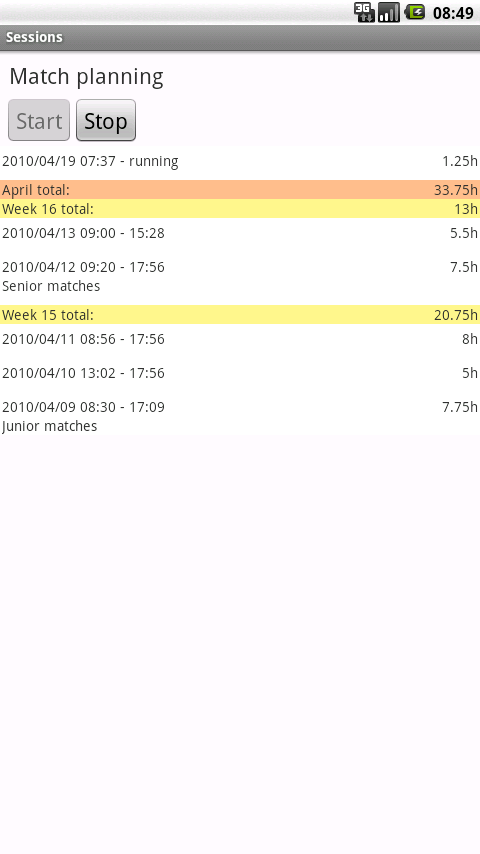 3G 08:49
Sessions
Match planning
Start Stop
2010/04/19 07:37 - running 1.25h
April total: 33.75h
Week 16 total: 13h
2010/04/13 09:00 - 15:28 5.5h
2010/04/12 09:20 - 17:56 7.5h
Senior matches
Week 15 total: 20.75h
2010/04/11 08:56 - 17:56 8h
2010/04/10 13:02 - 17:56 5h
2010/04/09 08:30 - 17:09 7.75h
Junior matches